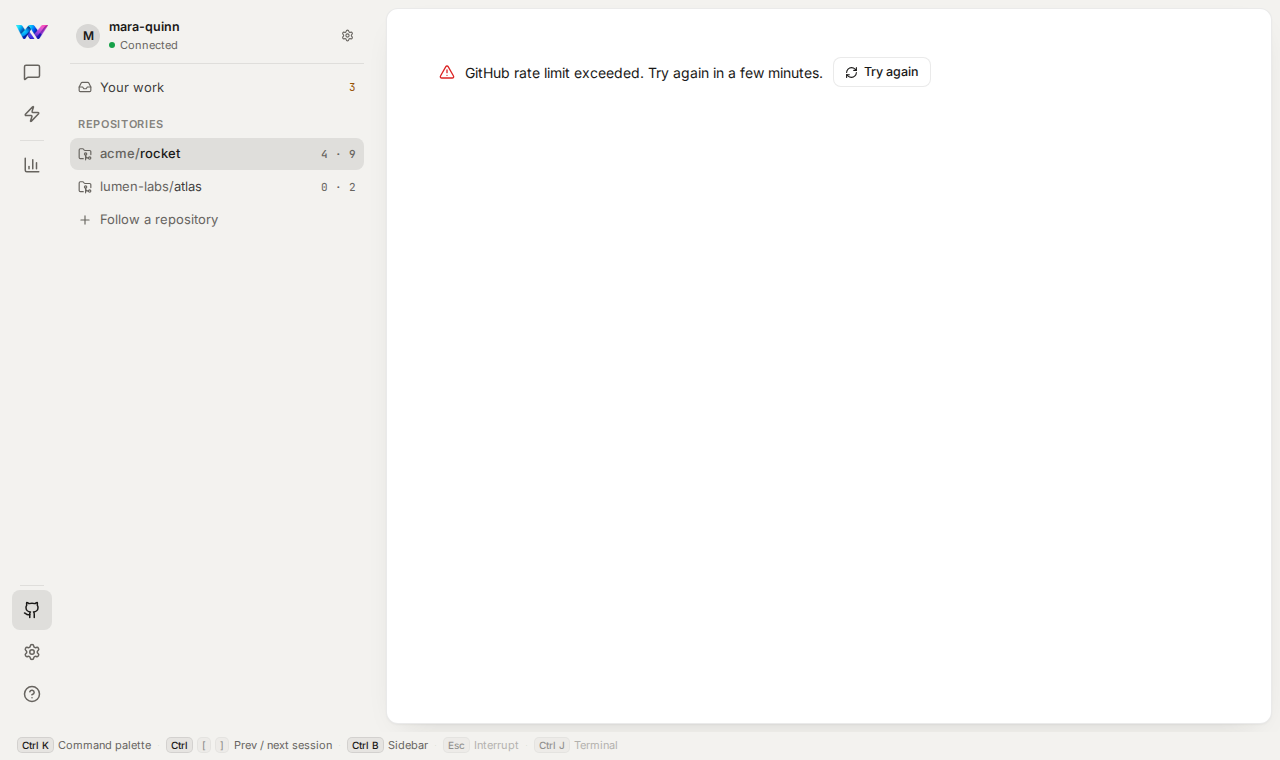 M
mara-quinn
Connected
Your work 3
REPOSITORIES
acme/rocket 4 · 9
lumen-labs/atlas 0 · 2
Follow a repository
GitHub rate limit exceeded. Try again in a few minutes. Try again
Ctrl K Command palette Ctrl [ ] Prev / next session Ctrl B Sidebar Esc Interrupt Ctrl J Terminal